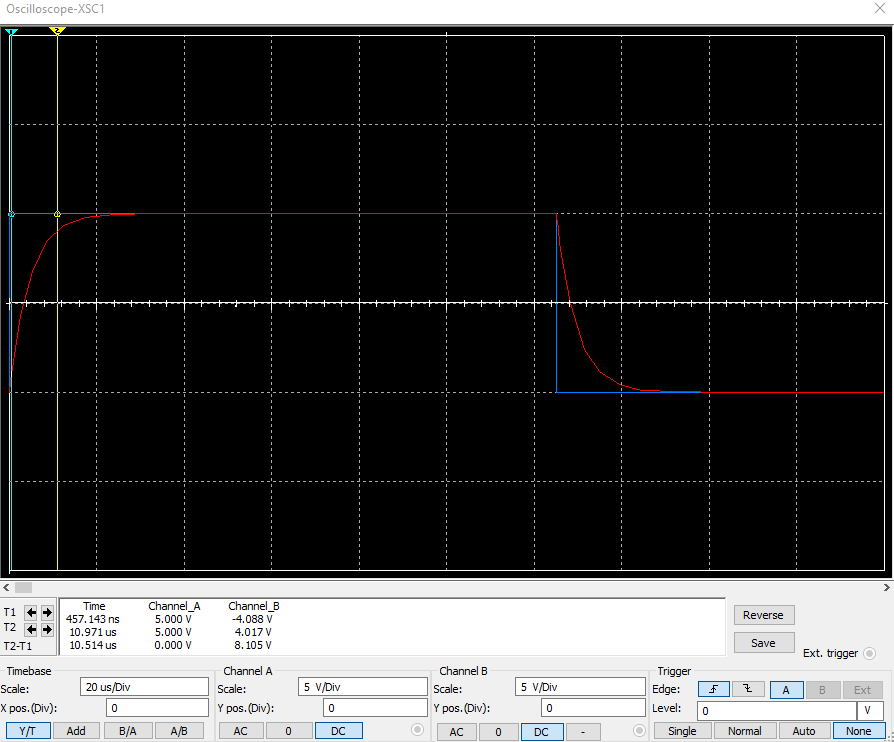 Oscilloscope-XSC1
1 2
T1
T2
T2-T1
Time Channel_A Channel_B
457.143 ns 5.000 V -4.088 V
10.971 us 5.000 V 4.017 V
10.514 us 0.000 V 8.105 V
Reverse
Save
Ext. trigger
Timebase
Scale: 20 us/Div
X pos.(Div): 0
Y/T Add B/A A/B
Channel A
Scale: 5 V/Div
Y pos.(Div): 0
AC 0 DC
Channel B
Scale: 5 V/Div
Y pos.(Div): 0
AC 0 DC -
Trigger
Edge: A B Ext
Level: 0 V
Single Normal Auto None